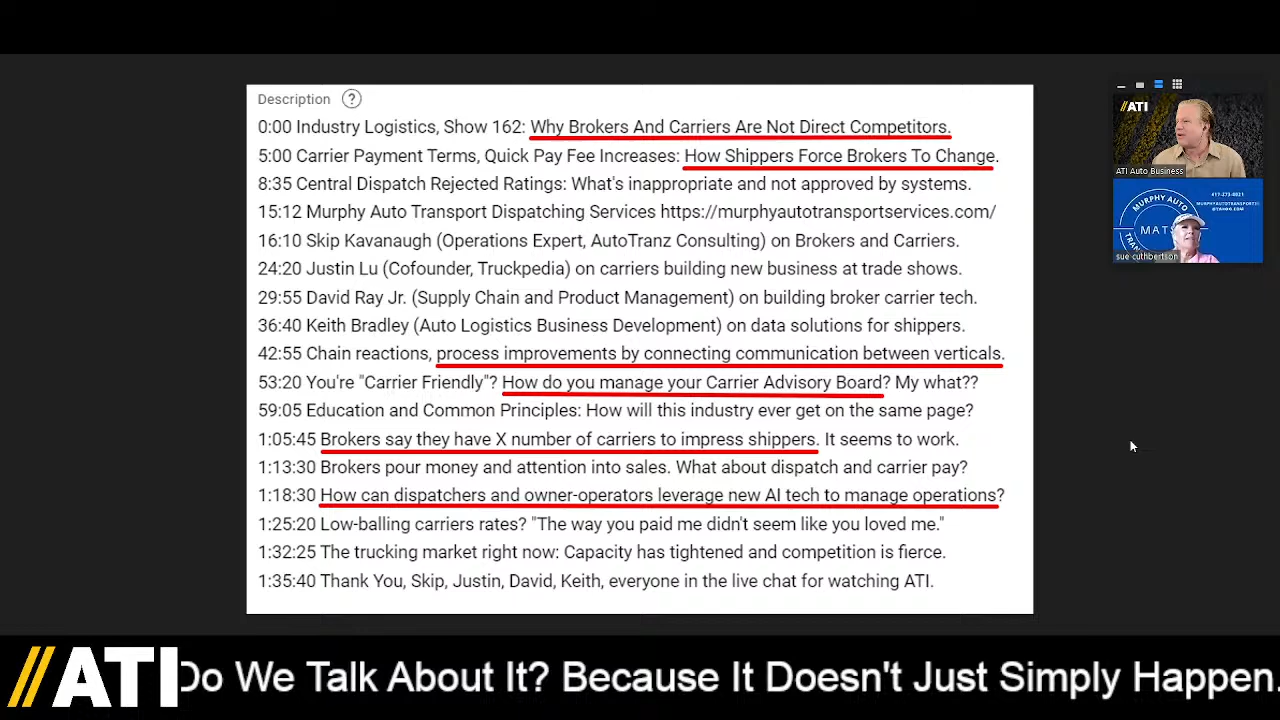 Description ?
0:00 Industry Logistics, Show 162: Why Brokers And Carriers Are Not Direct Competitors.
5:00 Carrier Payment Terms, Quick Pay Fee Increases: How Shippers Force Brokers To Change.
8:35 Central Dispatch Rejected Ratings: What's inappropriate and not approved by systems.
15:12 Murphy Auto Transport Dispatching Services https://murphyautotransportservices.com/
16:10 Skip Kavanaugh (Operations Expert, AutoTranz Consulting) on Brokers and Carriers.
24:20 Justin Lu (Cofounder, Truckpedia) on carriers building new business at trade shows.
29:55 David Ray Jr. (Supply Chain and Product Management) on building broker carrier tech.
36:40 Keith Bradley (Auto Logistics Business Development) on data solutions for shippers.
42:55 Chain reactions, process improvements by connecting communication between verticals.
53:20 You're "Carrier Friendly"? How do you manage your Carrier Advisory Board? My what??
59:05 Education and Common Principles: How will this industry ever get on the same page?
1:05:45 Brokers say they have X number of carriers to impress shippers. It seems to work.
1:13:30 Brokers pour money and attention into sales. What about dispatch and carrier pay?
1:18:30 How can dispatchers and owner-operators leverage new AI tech to manage operations?
1:25:20 Low-balling carriers rates? "The way you paid me didn't seem like you loved me."
1:32:25 The trucking market right now: Capacity has tightened and competition is fierce.
1:35:40 Thank You, Skip, Justin, David, Keith, everyone in the live chat for watching ATI.
//ATI
ATI Auto Business
MURPHY AUTO
MATS
sue cuthbertson
//ATI
Do We Talk About It? Because It Doesn't Just Simply Happen.